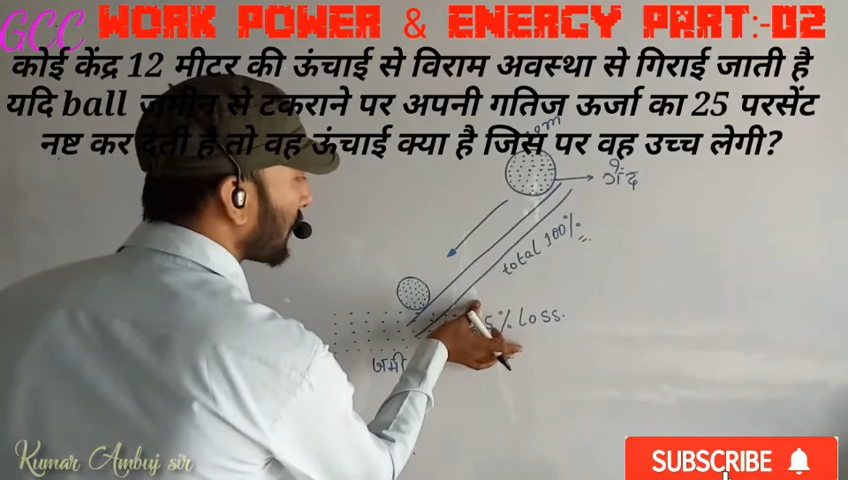 GCC WORK POWER & ENERGY PART:-02
कोई केंद्र 12 मीटर की ऊंचाई से विराम अवस्था से गिराई जाती है
यदि ball जमीन से टकराने पर अपनी गतिज ऊर्जा का 25 परसेंट
नष्ट कर देती है तो वह ऊंचाई क्या है जिस पर वह उच्च लेगी?
गेंद
total 100%
5% Loss.
जमी
Kumar Ambuj sir
SUBSCRIBE